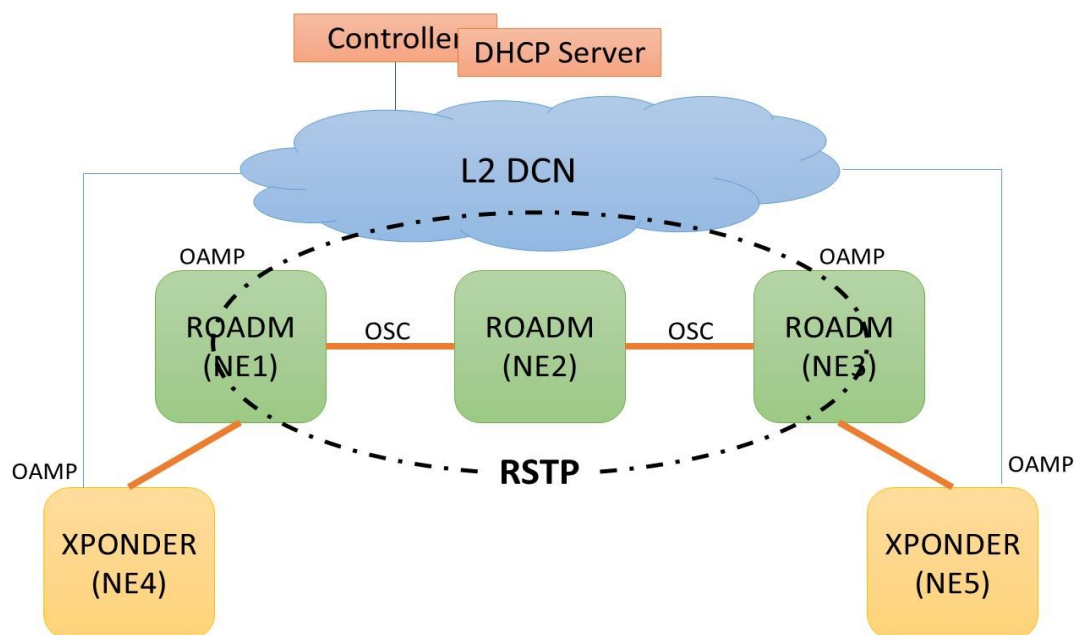 Controller
DHCP Server
L2 DCN
OAMP
OAMP
ROADM
(NE1)
OSC
ROADM
(NE2)
OSC
ROADM
(NE3)
RSTP
OAMP
OAMP
XPONDER
(NE4)
XPONDER
(NE5)